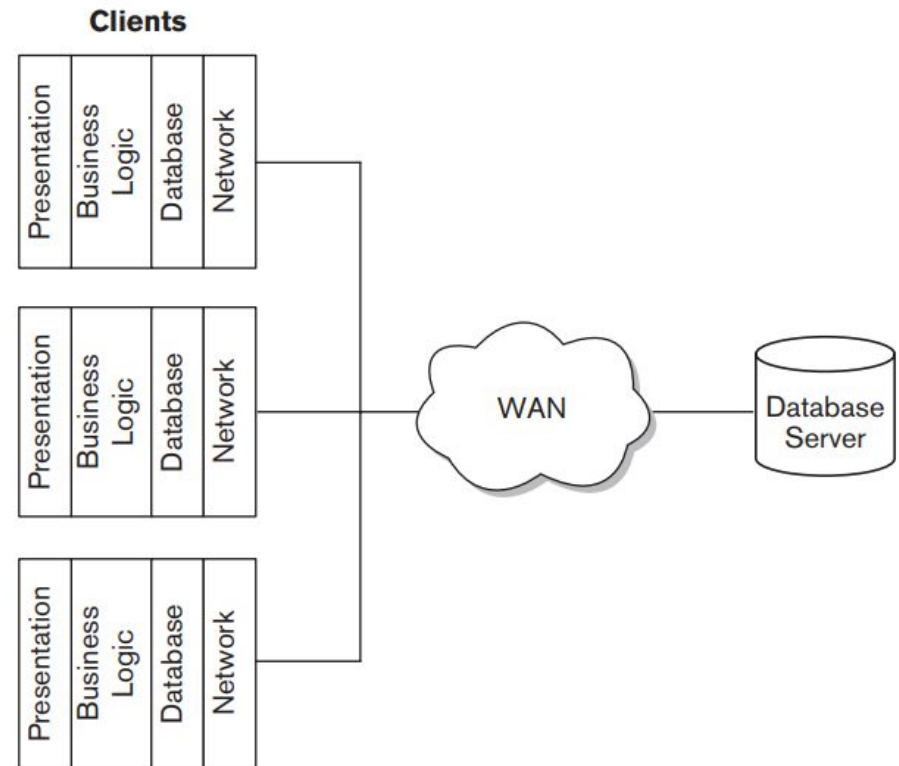 Clients
Presentation
Business
Logic
Database
Network
Presentation
Business
Logic
Database
Network
Presentation
Business
Logic
Database
Network
WAN
Database
Server